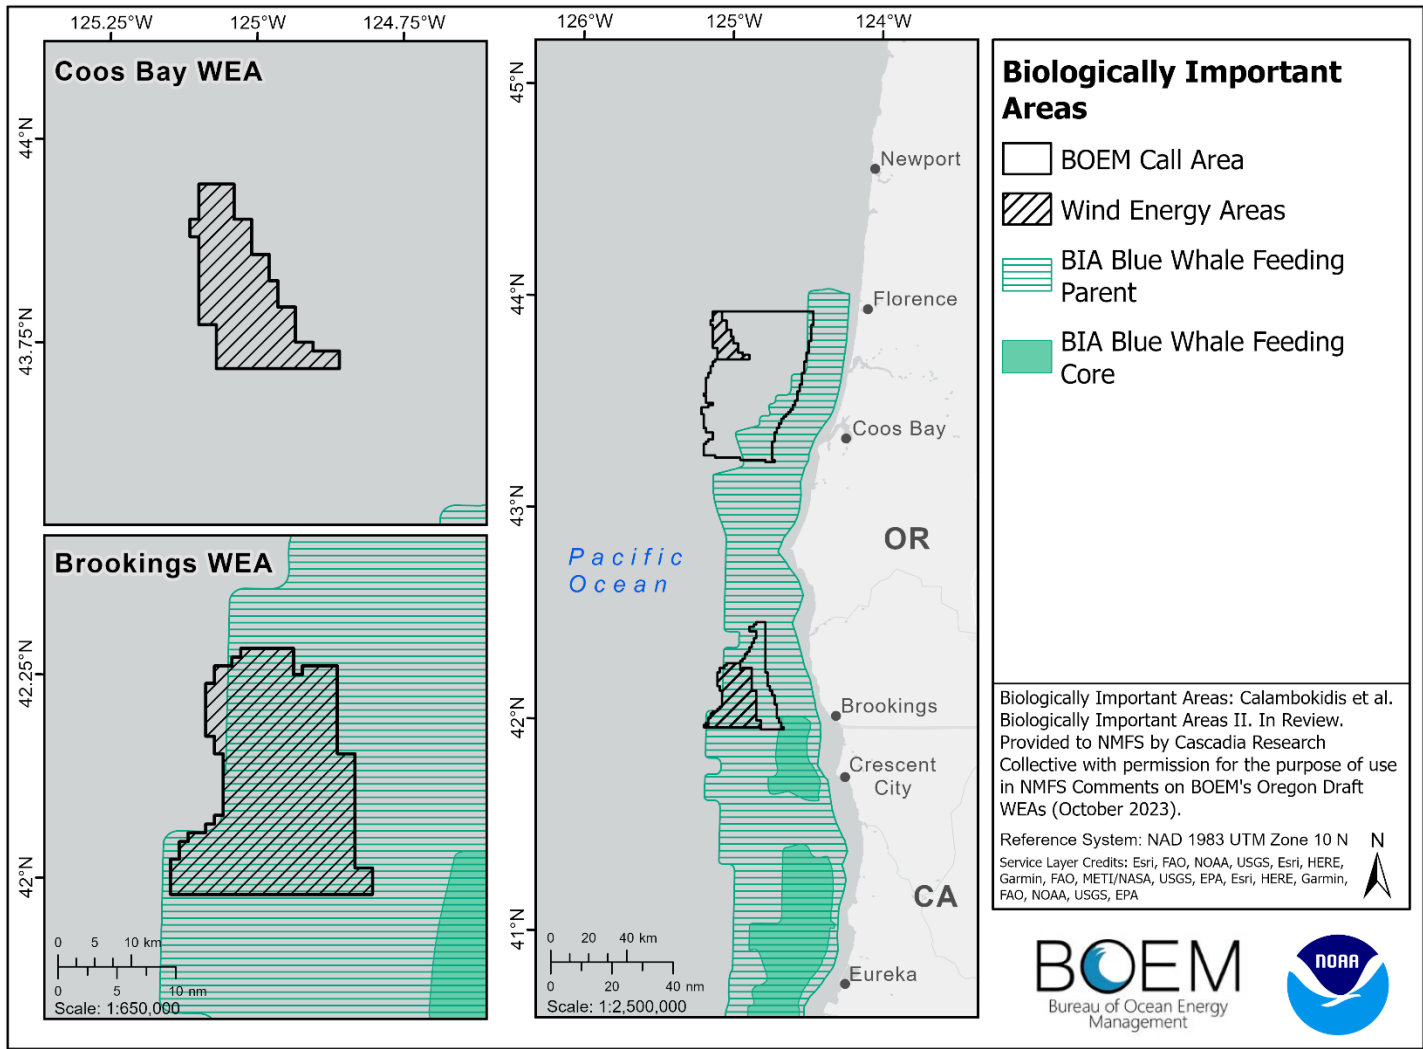 125.25°W
125°W
124.75°W
Coos Bay WEA
44°N
43.75°N
Brookings WEA
42.25°N
42°N
0 5 10 km
0 5 10 nm
Scale: 1:650,000
126°W
125°W
124°W
45°N
44°N
43°N
42°N
41°N
Newport
Florence
Coos Bay
OR
Pacific
Ocean
Brookings
Crescent
City
CA
Eureka
0 20 40 km
0 20 40 nm
Scale: 1:2,500,000
Biologically Important
Areas
BOEM Call Area
Wind Energy Areas
BIA Blue Whale Feeding
Parent
BIA Blue Whale Feeding
Core
Biologically Important Areas: Calambokidis et al.
Biologically Important Areas II. In Review.
Provided to NMFS by Cascadia Research
Collective with permission for the purpose of use
in NMFS Comments on BOEM's Oregon Draft
WEAs (October 2023).
Reference System: NAD 1983 UTM Zone 10 N
N
Service Layer Credits: Esri, FAO, NOAA, USGS, Esri, HERE,
Garmin, FAO, METI/NASA, USGS, EPA, Esri, HERE, Garmin,
FAO, NOAA, USGS, EPA
BOEM
Bureau of Ocean Energy
Management
NOAA